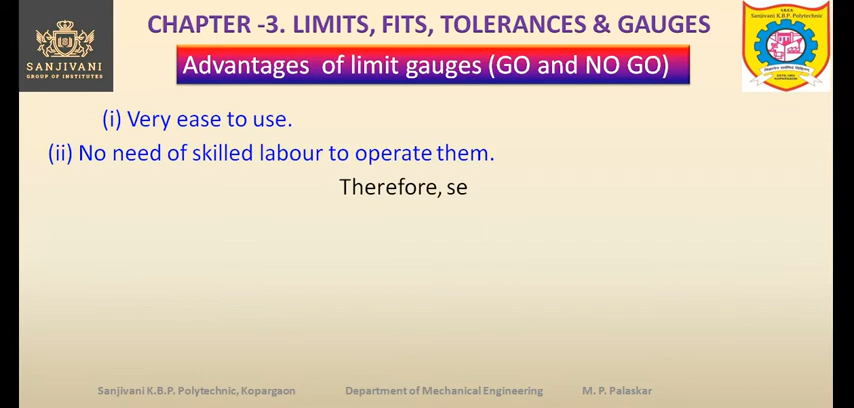 CHAPTER -3. LIMITS, FITS, TOLERANCES & GAUGES
SANJIVANI
GROUP OF INSTITUTES
Sanjivani K. B. P. Polytechnic
Advantages of limit gauges (GO and NO GO)
(i) Very ease to use.
(ii) No need of skilled labour to operate them.
Therefore, se
Sanjivani K.B.P. Polytechnic, Kopargaon
Department of Mechanical Engineering
M. P. Palaskar